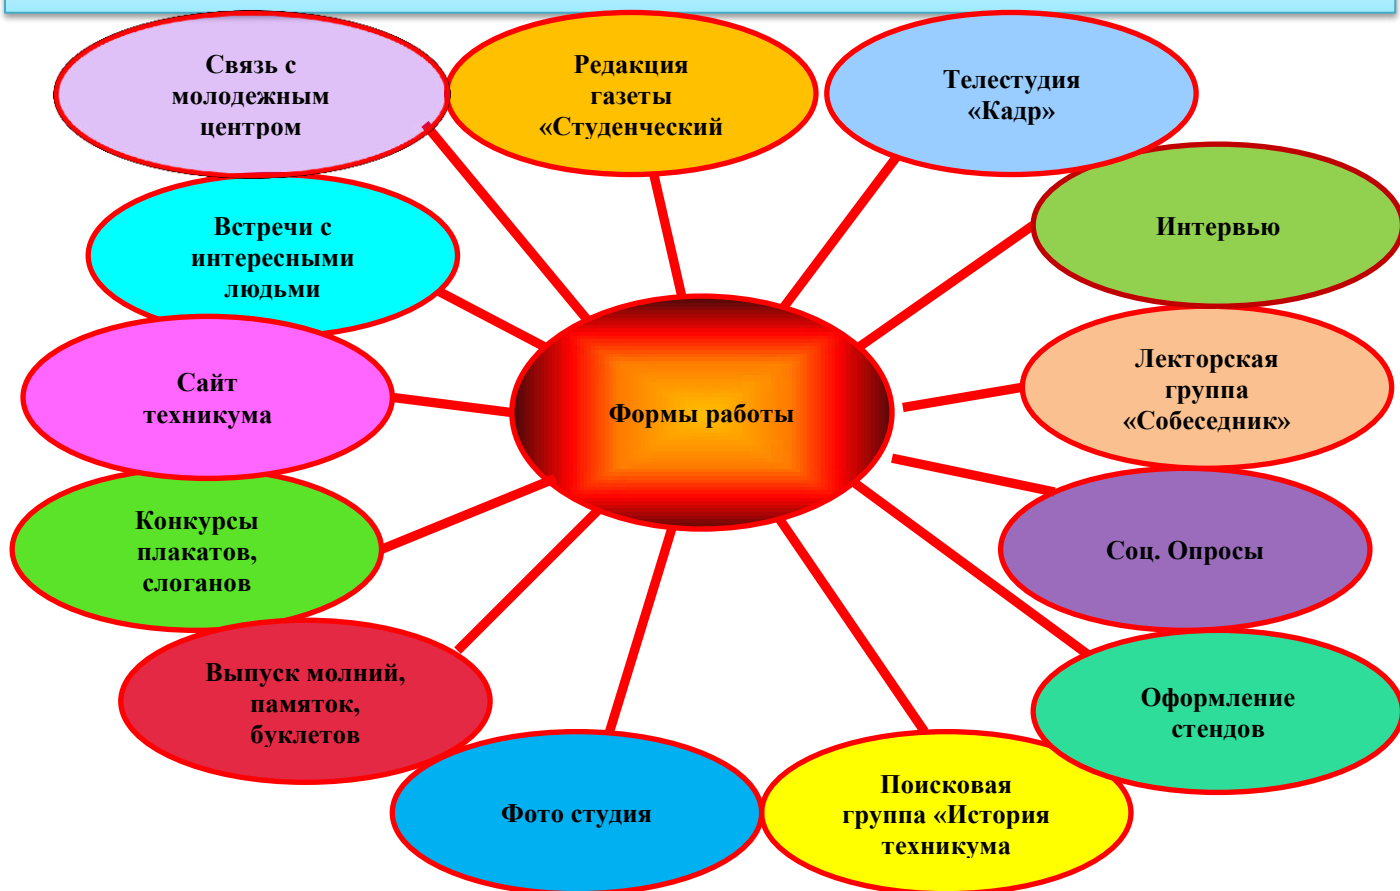 Связь с
молодежным
центром
Редакция
газеты
«Студенческий
Телестудия
«Кадр»
Интервью
Встречи с
интересными
людьми
Лекторская
группа
«Собеседник»
Сайт
техникума
Формы работы
Конкурсы
плакатов,
слоганов
Соц. Опросы
Выпуск молний,
памяток,
буклетов
Оформление
стендов
Фото студия
Поисковая
группа «История
техникума